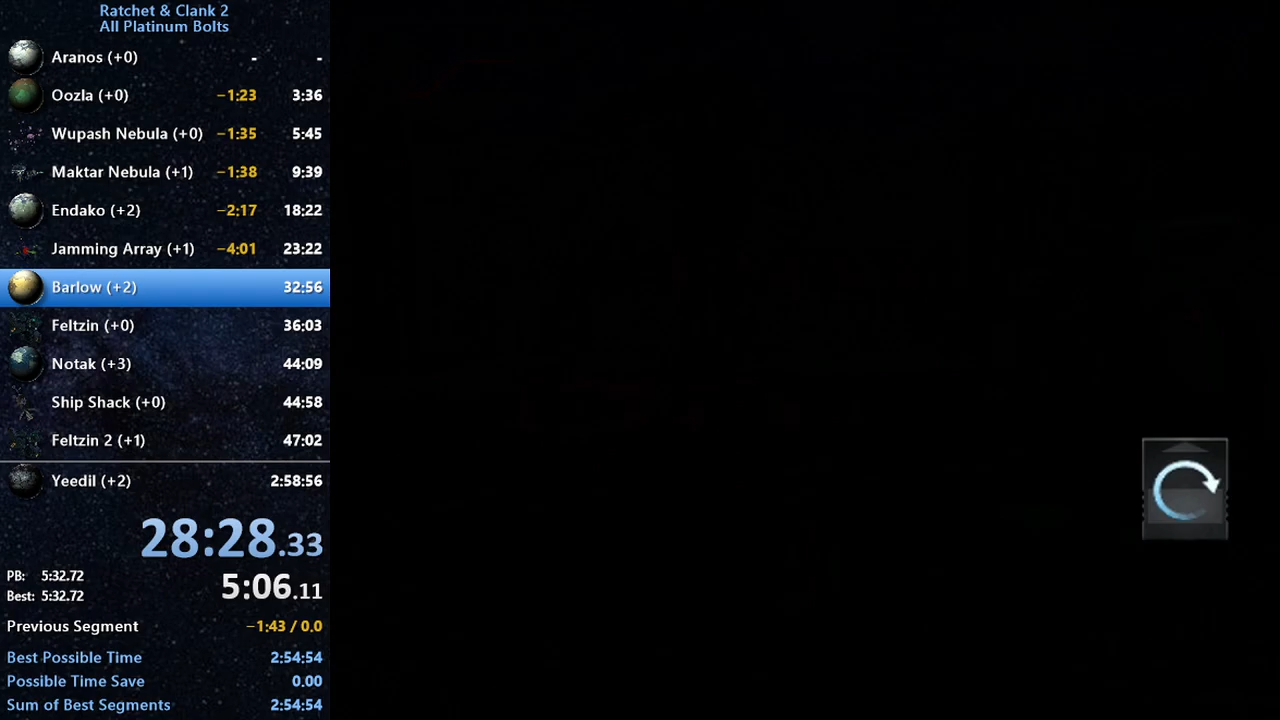 Ratchet & Clank 2
All Platinum Bolts
Aranos (+0) - -
Oozla (+0) −1:23 3:36
Wupash Nebula (+0) −1:35 5:45
Maktar Nebula (+1) −1:38 9:39
Endako (+2) −2:17 18:22
Jamming Array (+1) −4:01 23:22
Barlow (+2) 32:56
Feltzin (+0) 36:03
Notak (+3) 44:09
Ship Shack (+0) 44:58
Feltzin 2 (+1) 47:02
Yeedil (+2) 2:58:56
28:28.33
PB: 5:32.72
Best: 5:32.72
5:06.11
Previous Segment −1:43 / 0.0
Best Possible Time 2:54:54
Possible Time Save 0.00
Sum of Best Segments 2:54:54